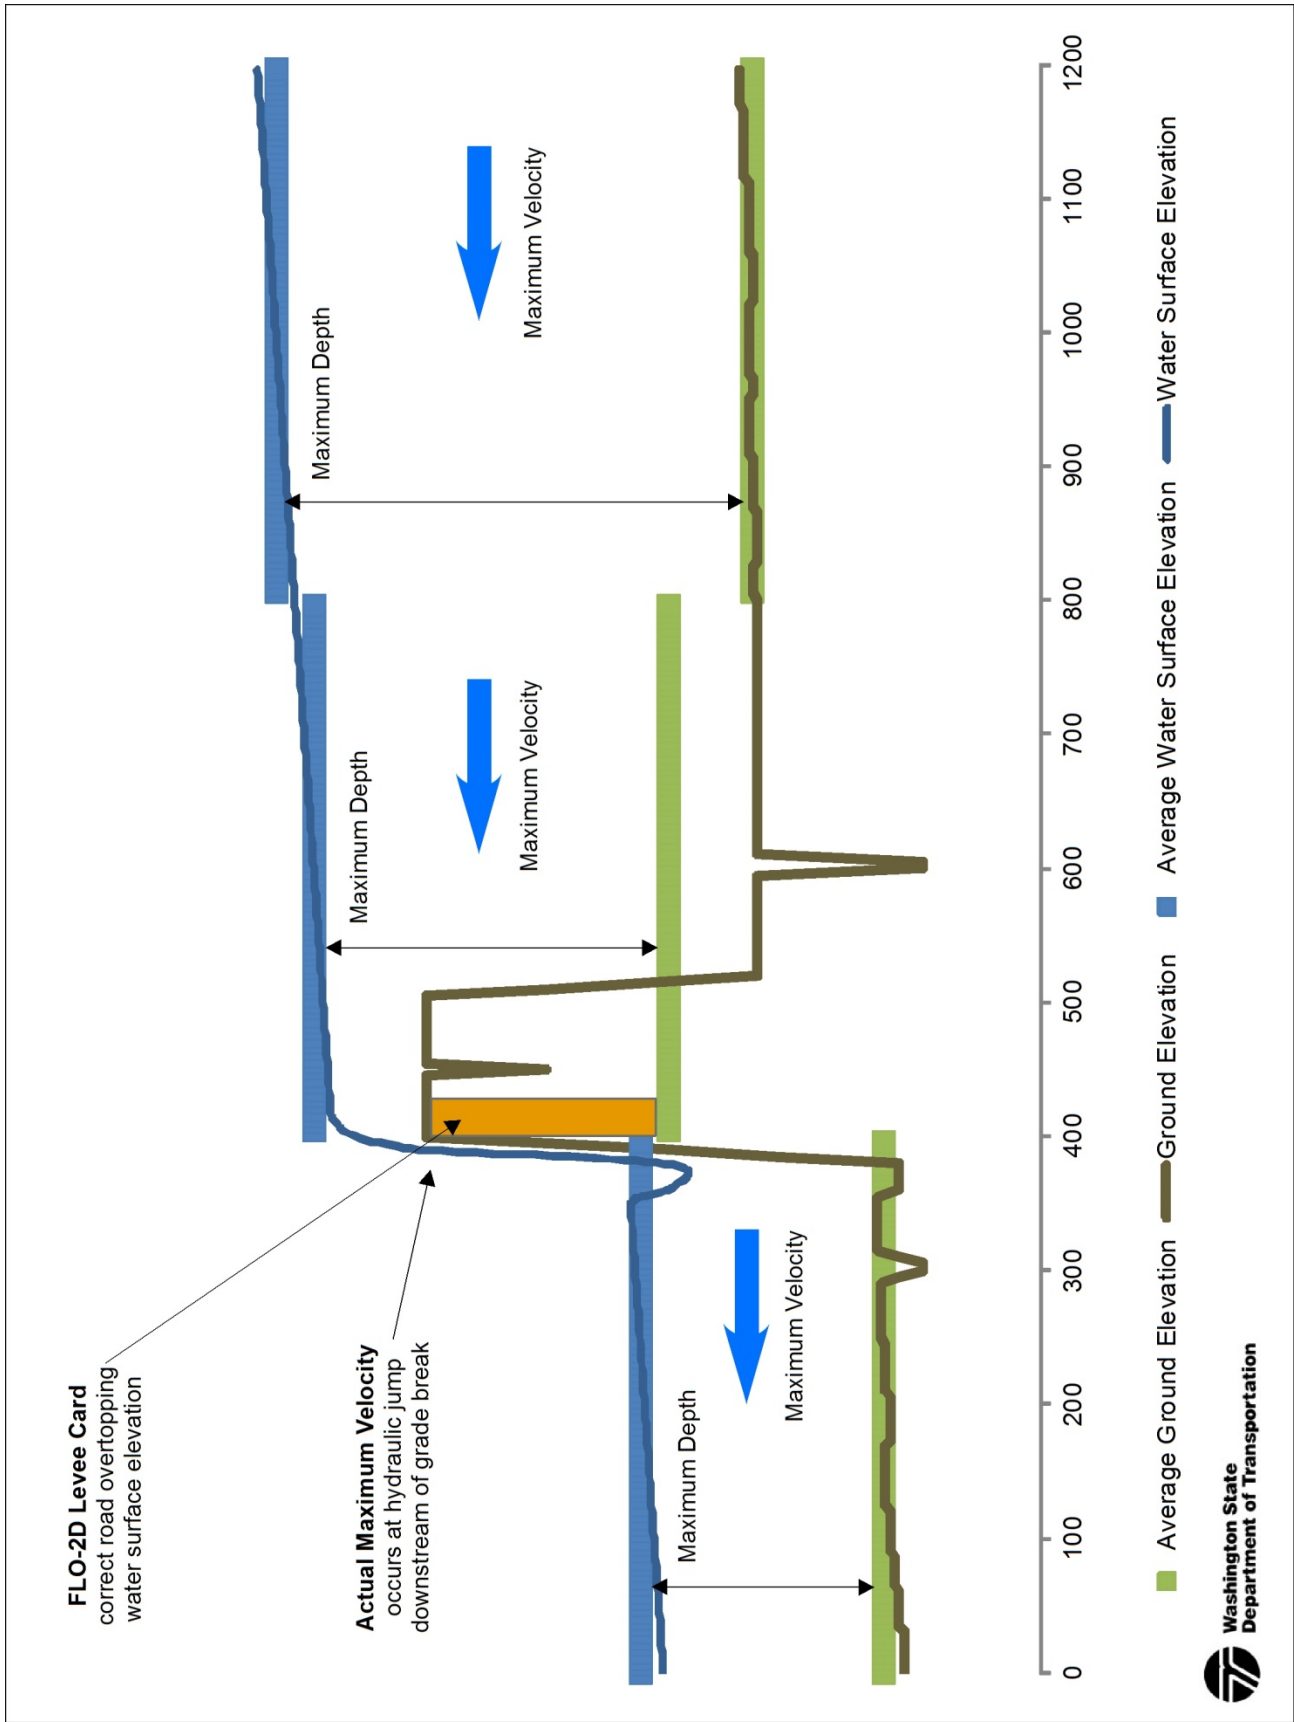 FLO-2D Levee Card
correct road overtopping
water surface elevation
Actual Maximum Velocity
occurs at hydraulic jump
downstream of grade break
Maximum Depth
Maximum Velocity
Maximum Depth
Maximum Velocity
Maximum Depth
Maximum Velocity
0 100 200 300 400 500 600 700 800 900 1000 1100 1200
Average Ground Elevation Ground Elevation Average Water Surface Elevation Water Surface Elevation
Washington State
Department of Transportation